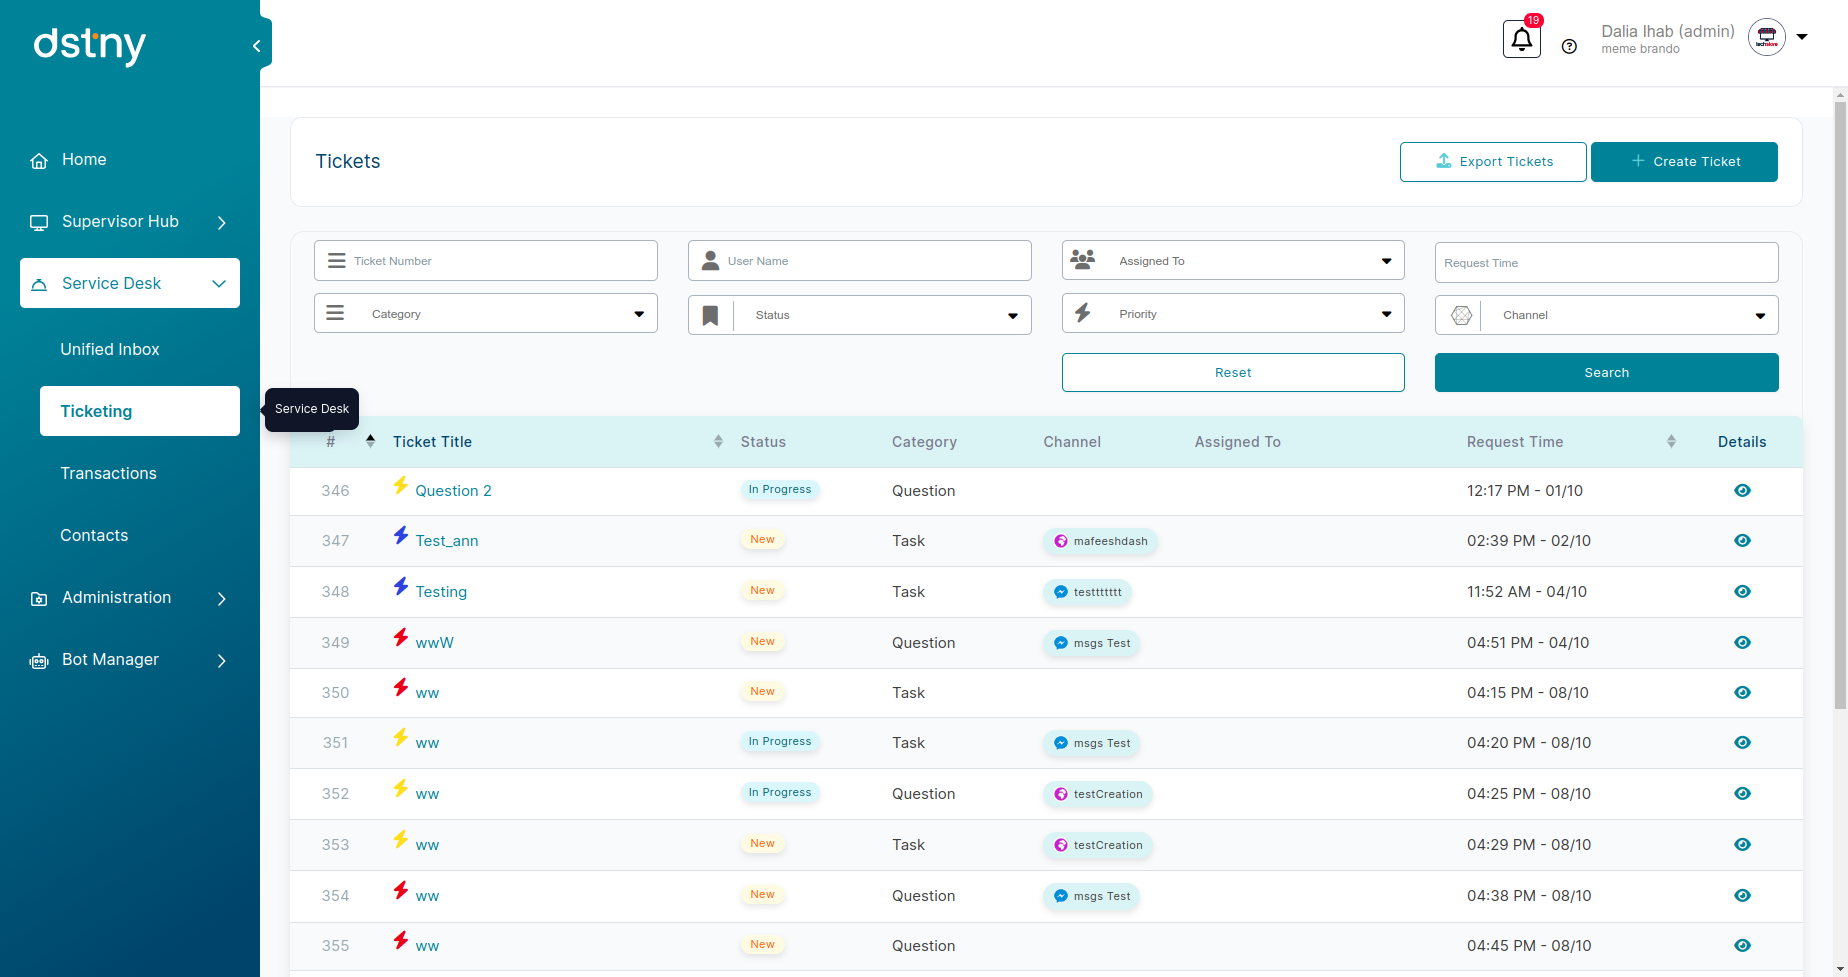 dstny
19
Dalia Ihab (admin)
meme brando
Home
Supervisor Hub
Service Desk
Unified Inbox
Ticketing
Transactions
Contacts
Administration
Bot Manager
Service Desk
Tickets
Export Tickets
Create Ticket
Ticket Number
User Name
Assigned To
Request Time
Category
Status
Priority
Channel
Reset
Search
# Ticket Title Status Category Channel Assigned To Request Time Details
346 Question 2 In Progress Question 12:17 PM - 01/10
347 Test_ann New Task mafeeshdash 02:39 PM - 02/10
348 Testing New Task testttttttt 11:52 AM - 04/10
349 wwW New Question msgs Test 04:51 PM - 04/10
350 ww New Task 04:15 PM - 08/10
351 ww In Progress Task msgs Test 04:20 PM - 08/10
352 ww In Progress Question testCreation 04:25 PM - 08/10
353 ww New Task testCreation 04:29 PM - 08/10
354 ww New Question msgs Test 04:38 PM - 08/10
355 ww New Question 04:45 PM - 08/10